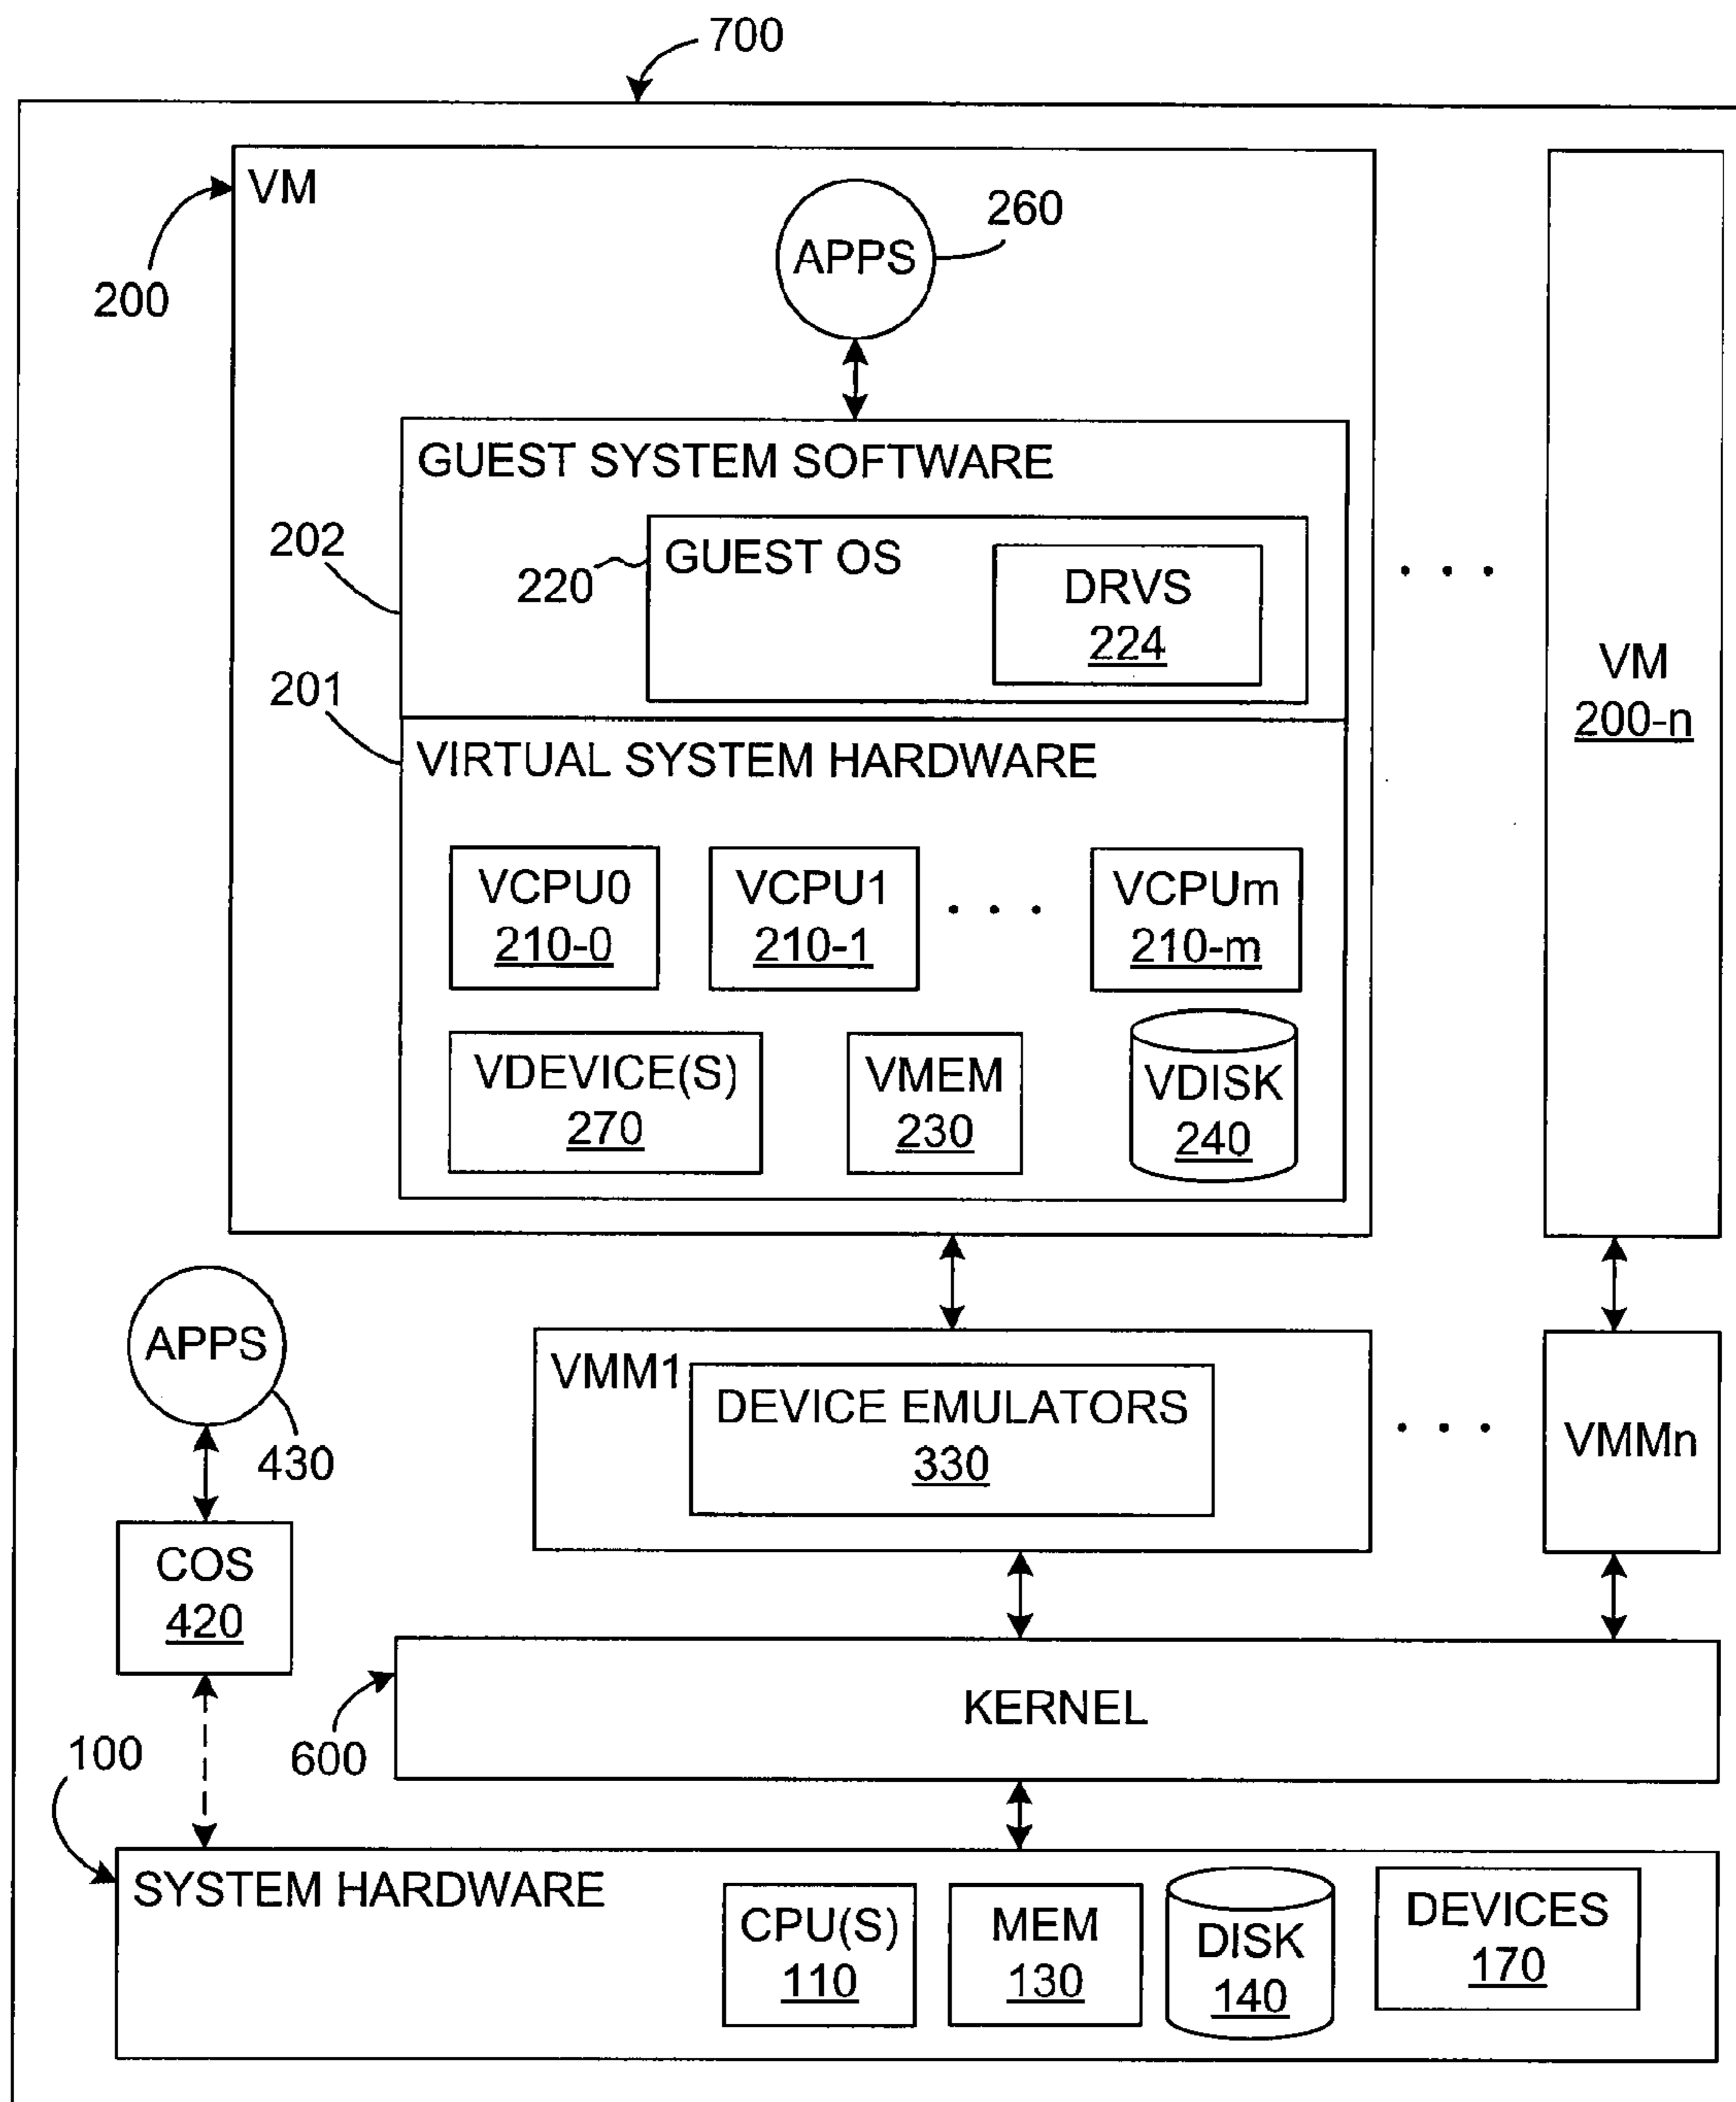 700
VM
200
260
APPS
GUEST SYSTEM SOFTWARE
202
220
GUEST OS
DRVS
224
. . .
VM
200-n
201
VIRTUAL SYSTEM HARDWARE
VCPU0
210-0
VCPU1
210-1
. . .
VCPUm
210-m
VDEVICE(S)
270
VMEM
230
VDISK
240
APPS
430
VMM1
DEVICE EMULATORS
330
. . .
VMMn
COS
420
KERNEL
600
100
SYSTEM HARDWARE
CPU(S)
110
MEM
130
DISK
140
DEVICES
170